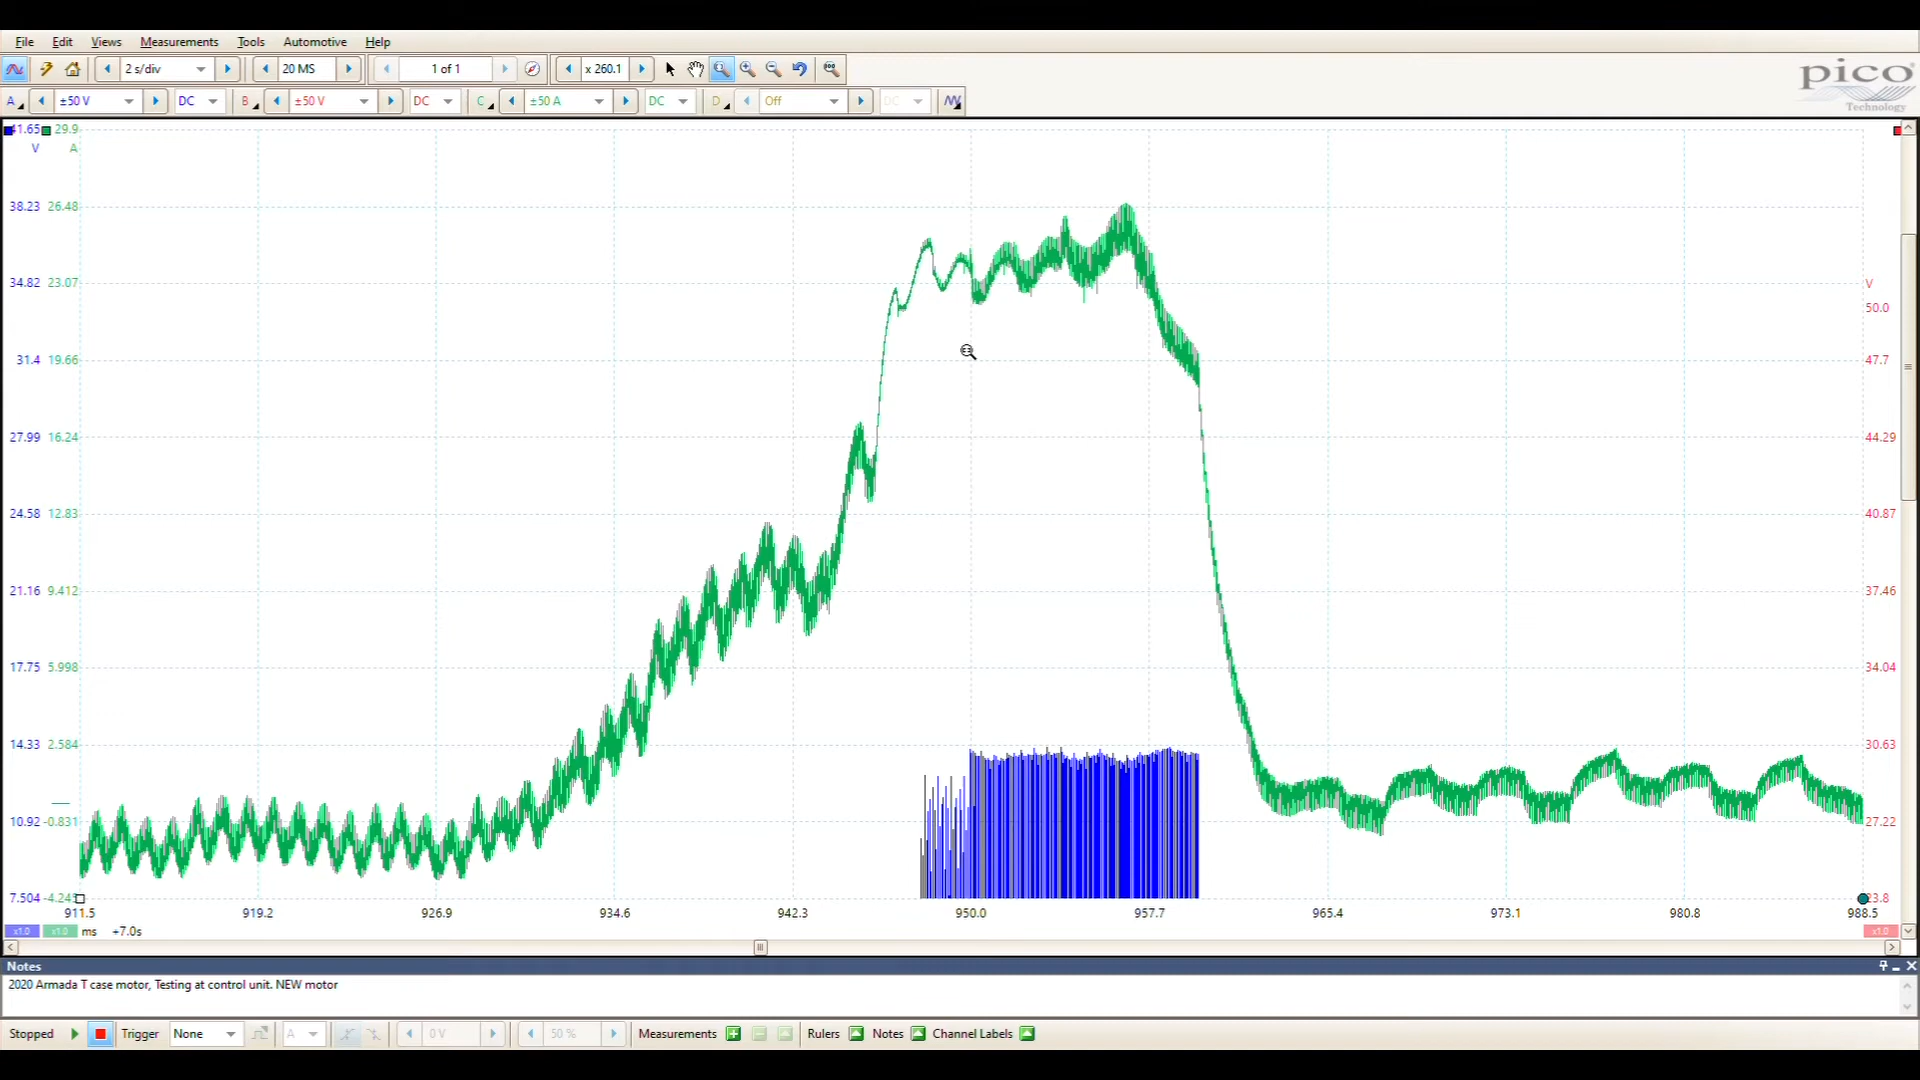 File Edit Views Measurements Tools Automotive Help
2 s/div 20 MS 1 of 1 x 260.1
pico
Technology
A ±50 V DC B ±50 V DC C ±50 A DC D Off DC
41.65 29.9
V A
38.23 26.48
34.82 23.07 V
50.0
31.4 19.66 47.7
27.99 16.24 44.29
24.58 12.83 40.87
21.16 9.412 37.46
17.75 5.998 34.04
14.33 2.584 30.63
10.92 -0.831 27.22
7.504 -4.245 23.8
911.5 919.2 926.9 934.6 942.3 950.0 957.7 965.4 973.1 980.8 988.5
x1.0 x1.0 ms +7.0s x1.0
Notes
2020 Armada T case motor, Testing at control unit. NEW motor
Stopped Trigger None A 0 V 50 % Measurements Rulers Notes Channel Labels